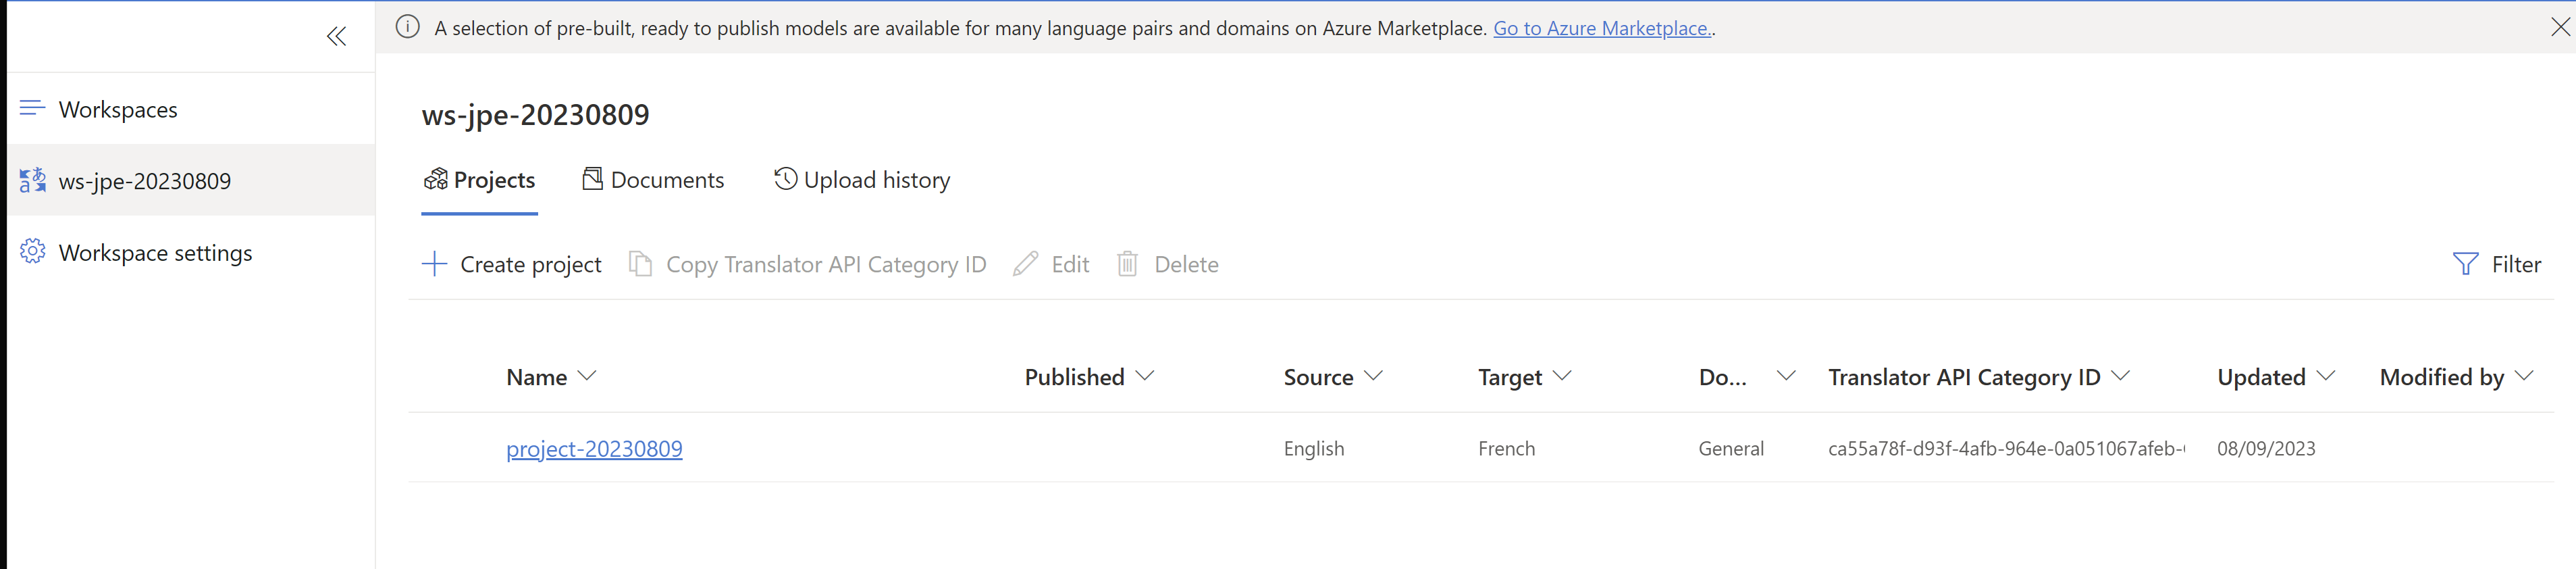 A selection of pre-built, ready to publish models are available for many language pairs and domains on Azure Marketplace. Go to Azure Marketplace..
Workspaces
ws-jpe-20230809
Workspace settings
ws-jpe-20230809
Projects Documents Upload history
Create project Copy Translator API Category ID Edit Delete Filter
Name Published Source Target Do... Translator API Category ID Updated Modified by
project-20230809 English French General ca55a78f-d93f-4afb-964e-0a051067afeb- 08/09/2023